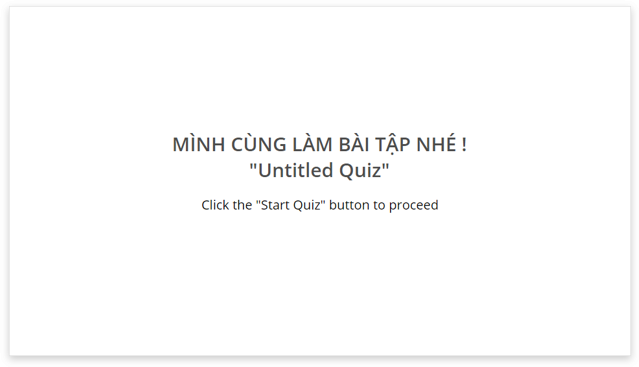 MÌNH CÙNG LÀM BÀI TẬP NHÉ !
"Untitled Quiz"
Click the "Start Quiz" button to proceed